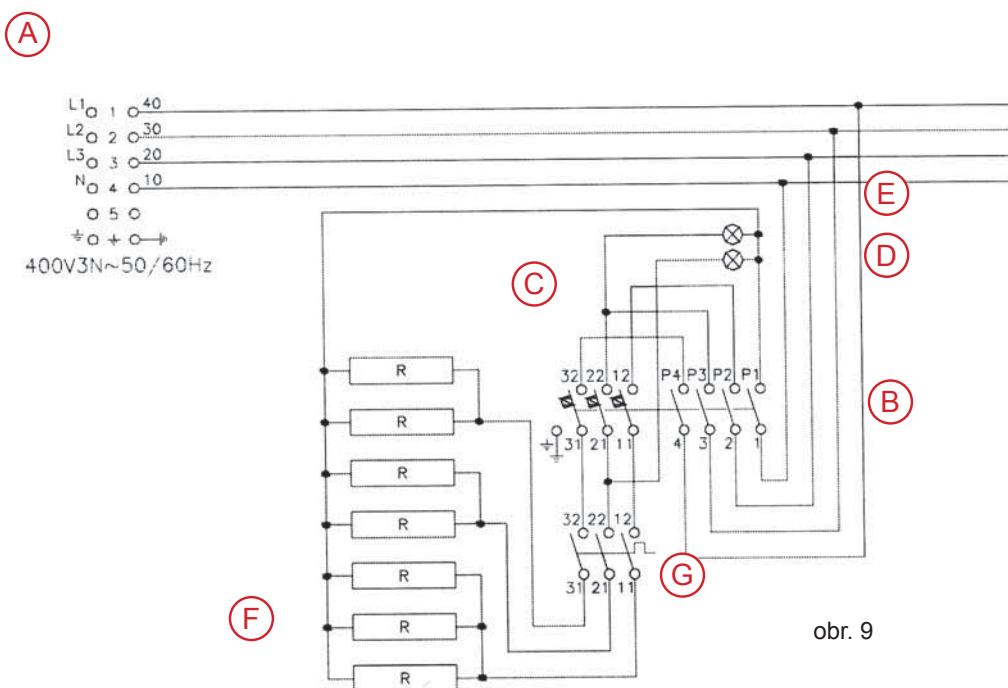 A
L1 1 40
L2 2 30
L3 3 20
N 4 10
5
400V3N~50/60Hz
E
D
C
B
32 22 12 P4 P3 P2 P1
31 21 11 4 3 2 1
32 22 12
31 21 11
G
F
R
R
R
R
R
R
R
obr. 9